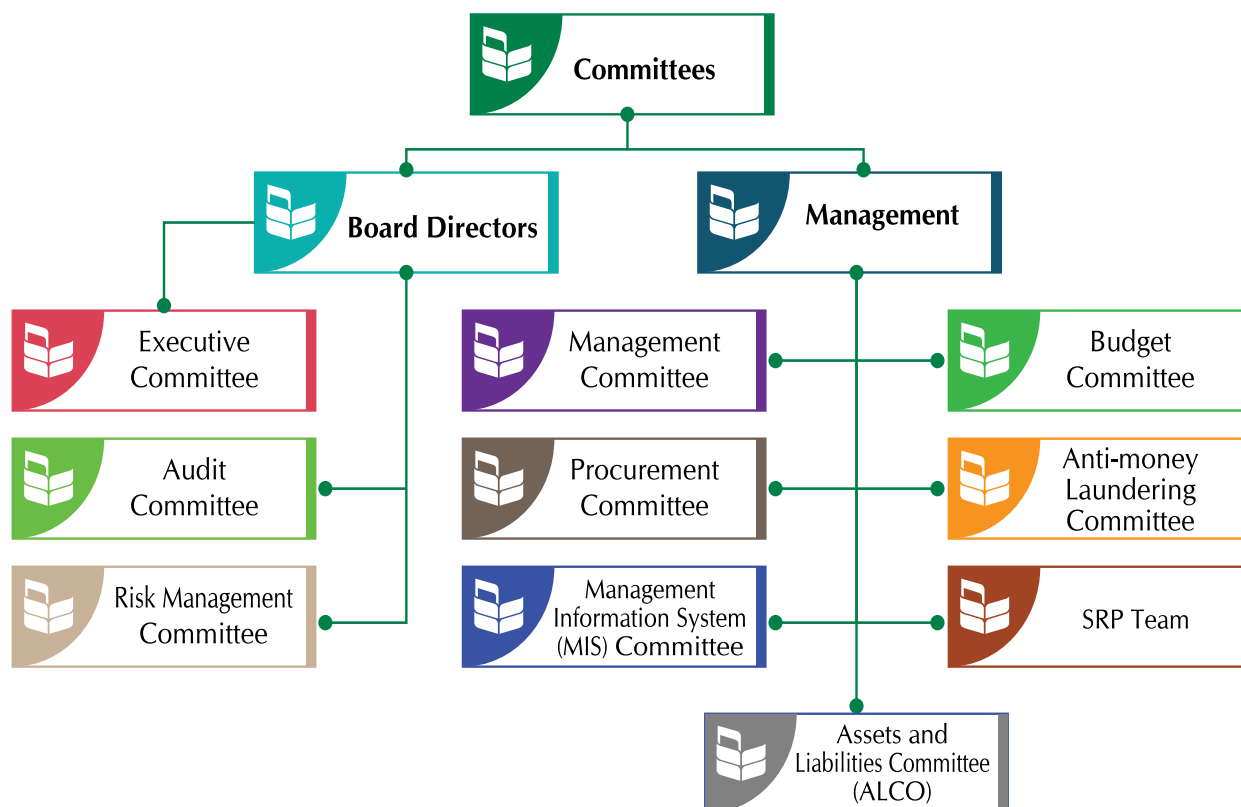 Committees
Board Directors
Management
Executive
Committee
Management
Committee
Budget
Committee
Audit
Committee
Procurement
Committee
Anti-money
Laundering
Committee
Risk Management
Committee
Management
Information System
(MIS) Committee
SRP Team
Assets and
Liabilities Committee
(ALCO)